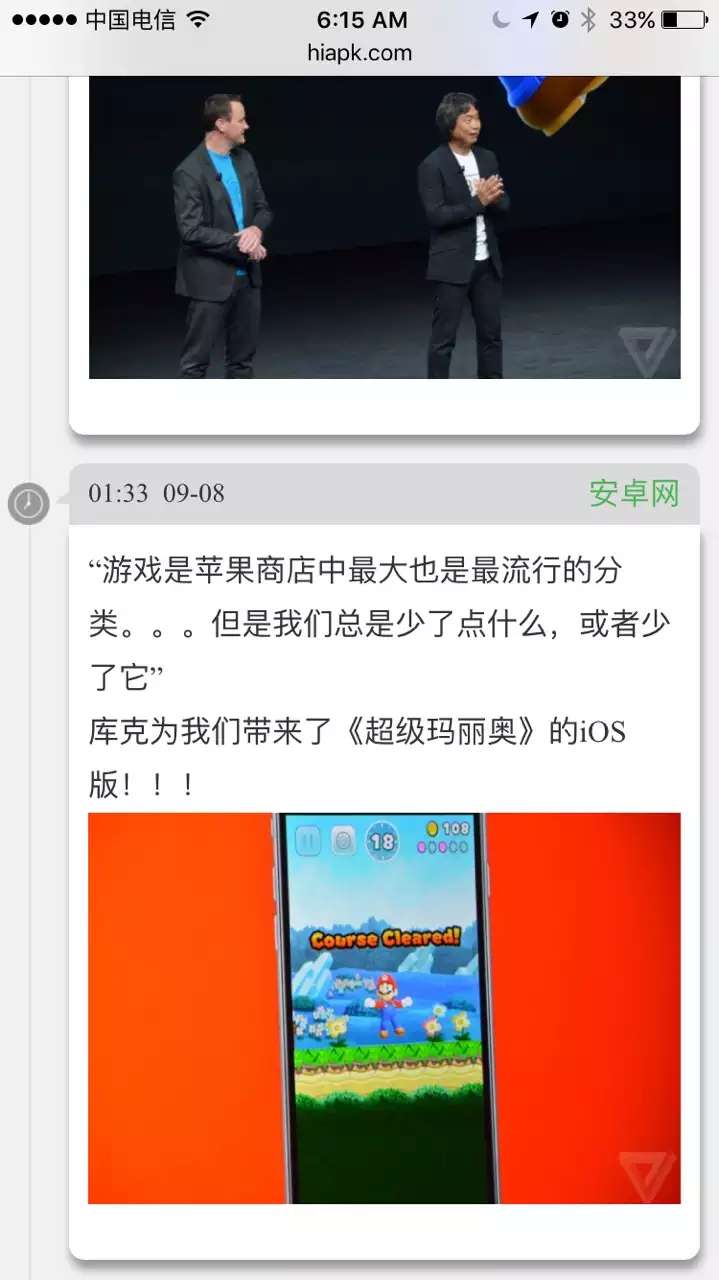 中国电信 6:15 AM 33%
hiapk.com
01:33 09-08 安卓网
“游戏是苹果商店中最大也是最流行的分
类。。。但是我们总是少了点什么，或者少
了它”
库克为我们带来了《超级玛丽奥》的iOS
版！！！
18 108
Course Cleared!